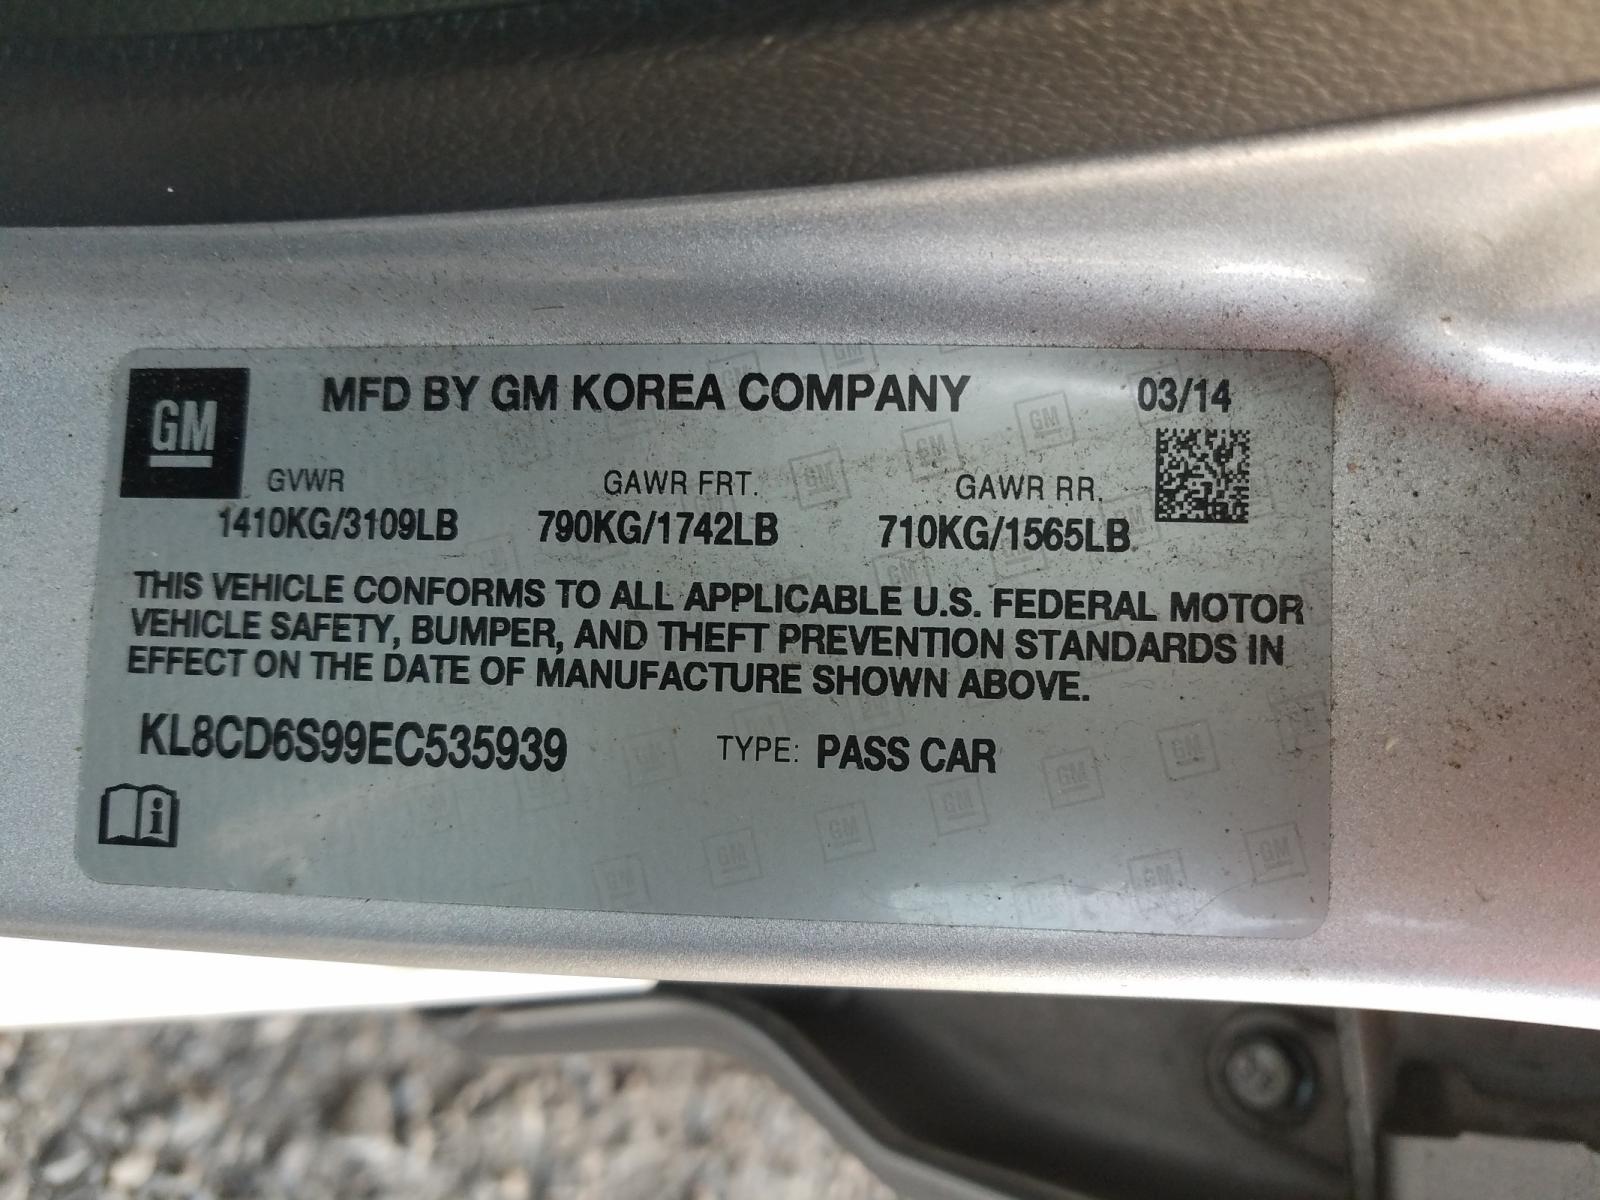 MFD BY GM KOREA COMPANY 03/14
GM
GVWR GAWR FRT. GAWR RR.
1410KG/3109LB 790KG/1742LB 710KG/1565LB
THIS VEHICLE CONFORMS TO ALL APPLICABLE U.S. FEDERAL MOTOR
VEHICLE SAFETY, BUMPER, AND THEFT PREVENTION STANDARDS IN
EFFECT ON THE DATE OF MANUFACTURE SHOWN ABOVE.
KL8CD6S99EC535939 TYPE: PASS CAR
i